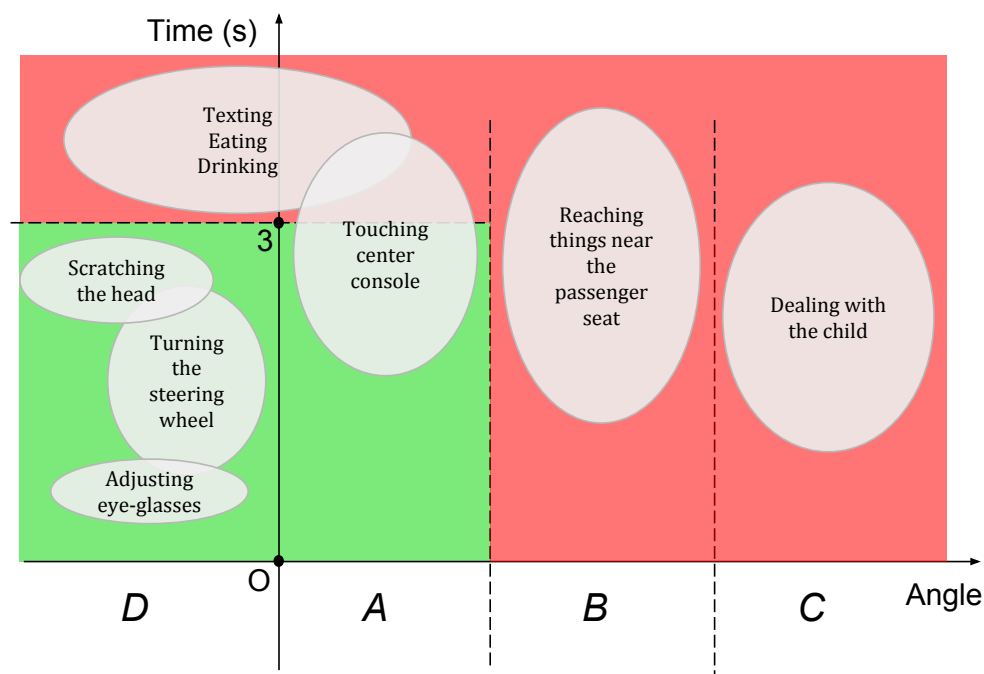 Time (s)
Texting
Eating
Drinking
3
Scratching
the head
Touching
center
console
Reaching
things near
the
passenger
seat
Dealing with
the child
Turning
the
steering
wheel
Adjusting
eye-glasses
O
D
A
B
C
Angle